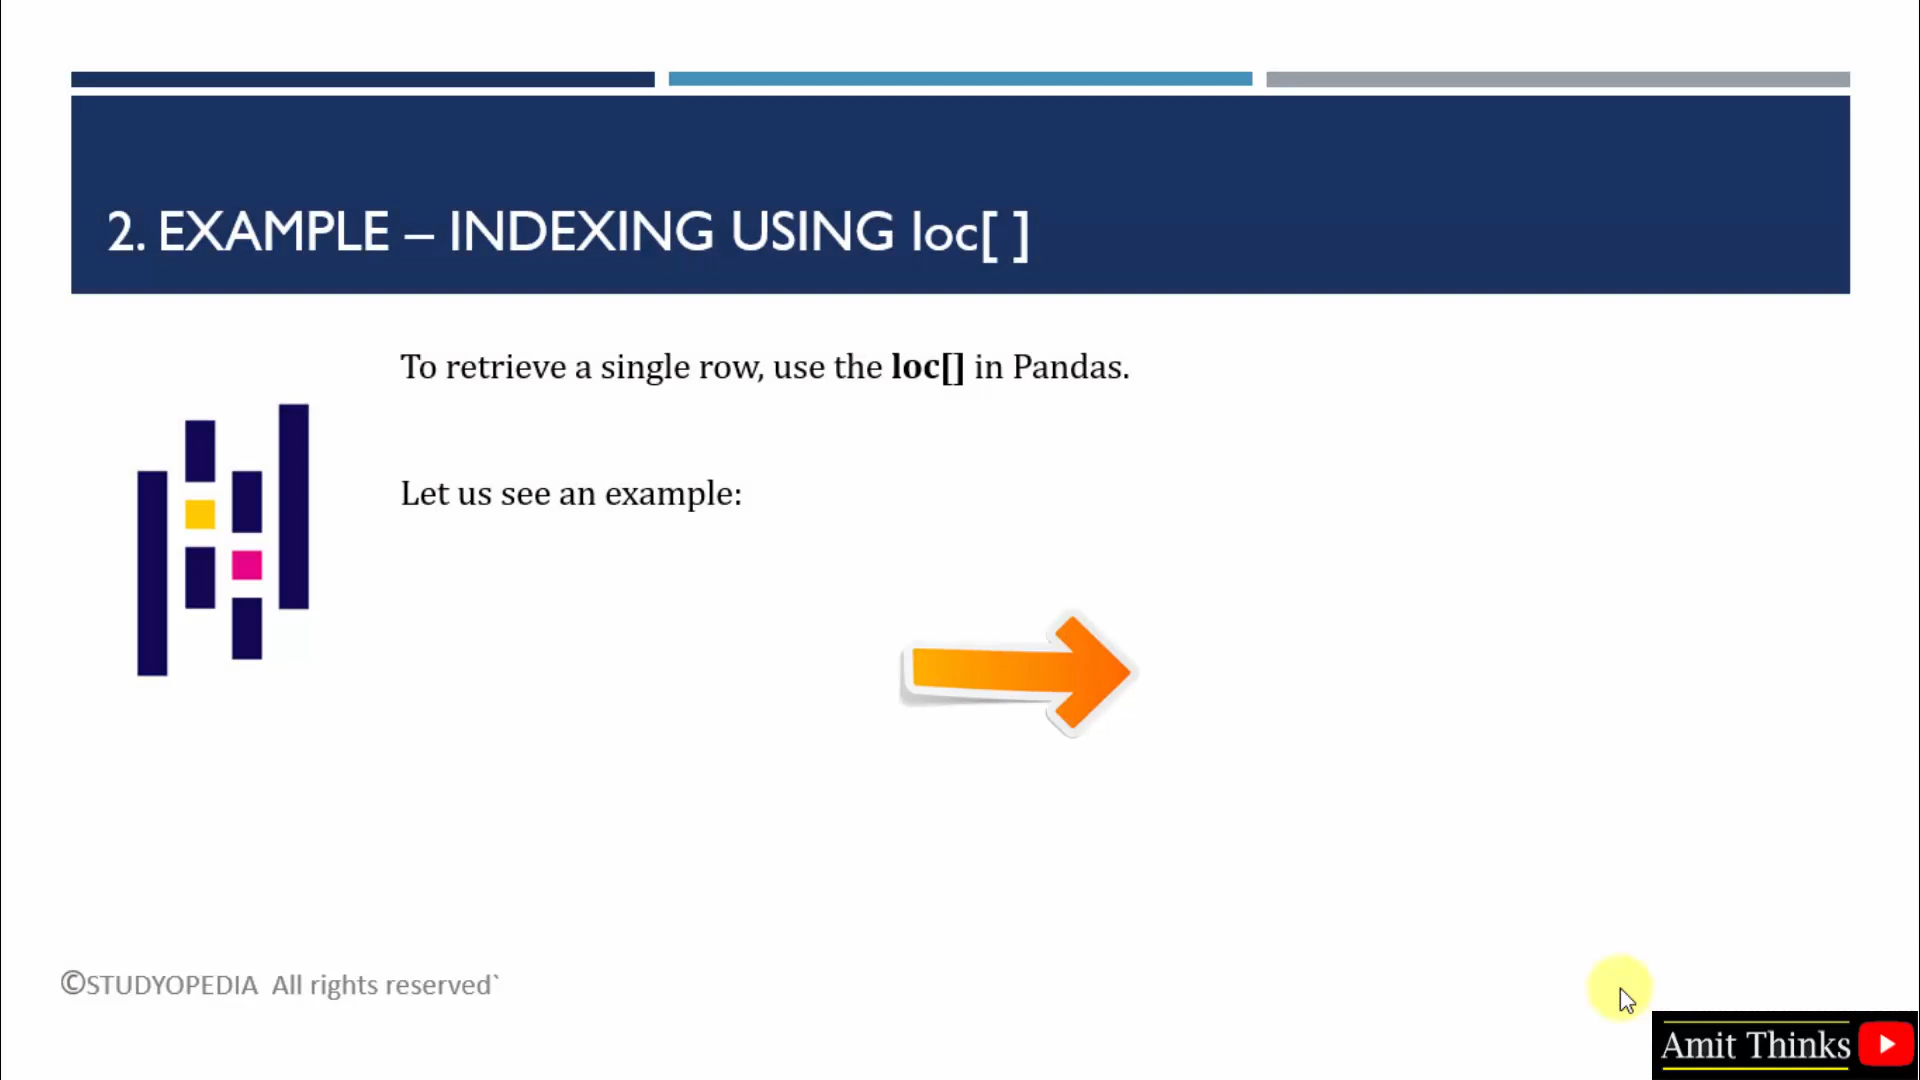 2. EXAMPLE – INDEXING USING loc[ ]
To retrieve a single row, use the loc[] in Pandas.
Let us see an example:
©STUDYOPEDIA All rights reserved`
Amit Thinks